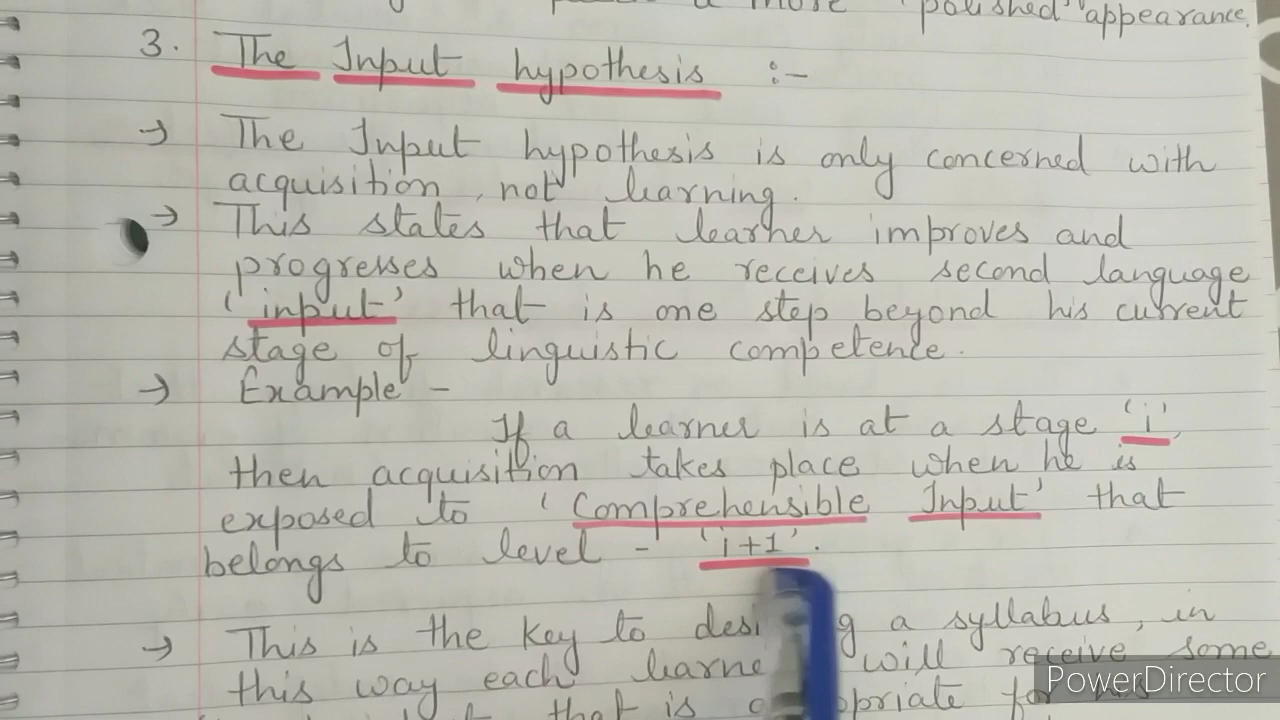 polished appearance.
3. The Input hypothesis :-
→ The Input hypothesis is only concerned with
acquisition, not learning.
→ This states that learner improves and
progresses when he receives second language
'input' that is one step beyond his current
stage of linguistic competence.
→ Example -
If a learner is at a stage 'i',
then acquisition takes place when he is
exposed to 'Comprehensible Input' that
belongs to level - 'i+1'.
→ This is the key to a syllabus, in
this way each will receive some
that is for
PowerDirector